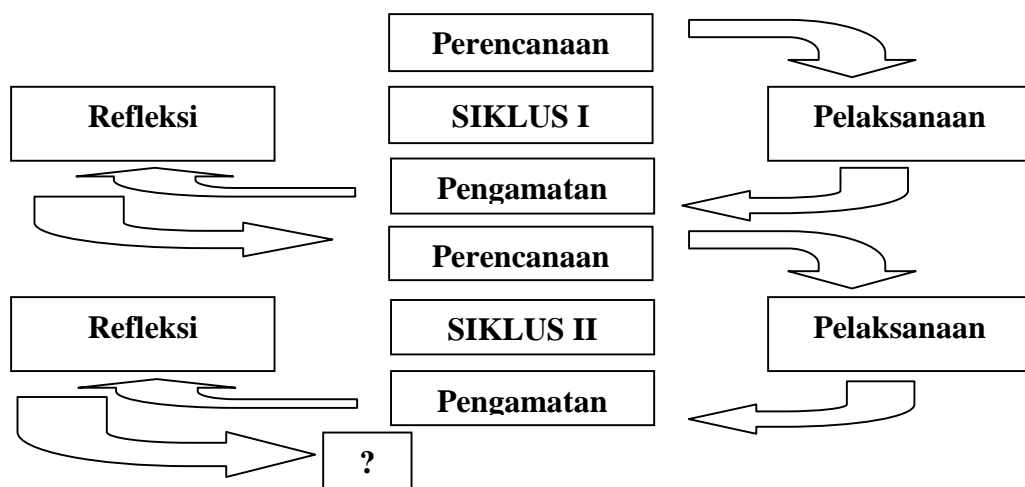 Perencanaan
Refleksi
SIKLUS I
Pelaksanaan
Pengamatan
Perencanaan
Refleksi
SIKLUS II
Pelaksanaan
Pengamatan
?